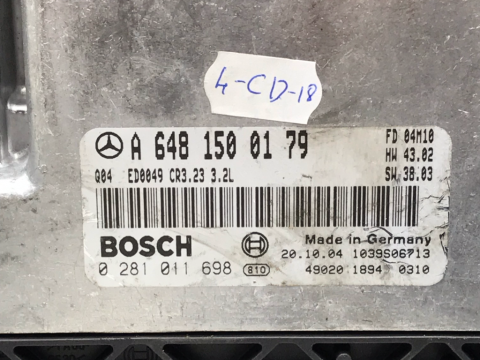 4-CD-18
A 648 150 01 79 FD 04M10
HW 43.02
Q04 ED0049 CR3.23 3.2L SW 38.03
BOSCH Made in Germany
20.10.04 1039S06713
0 281 011 698 810 49020 1894 0310